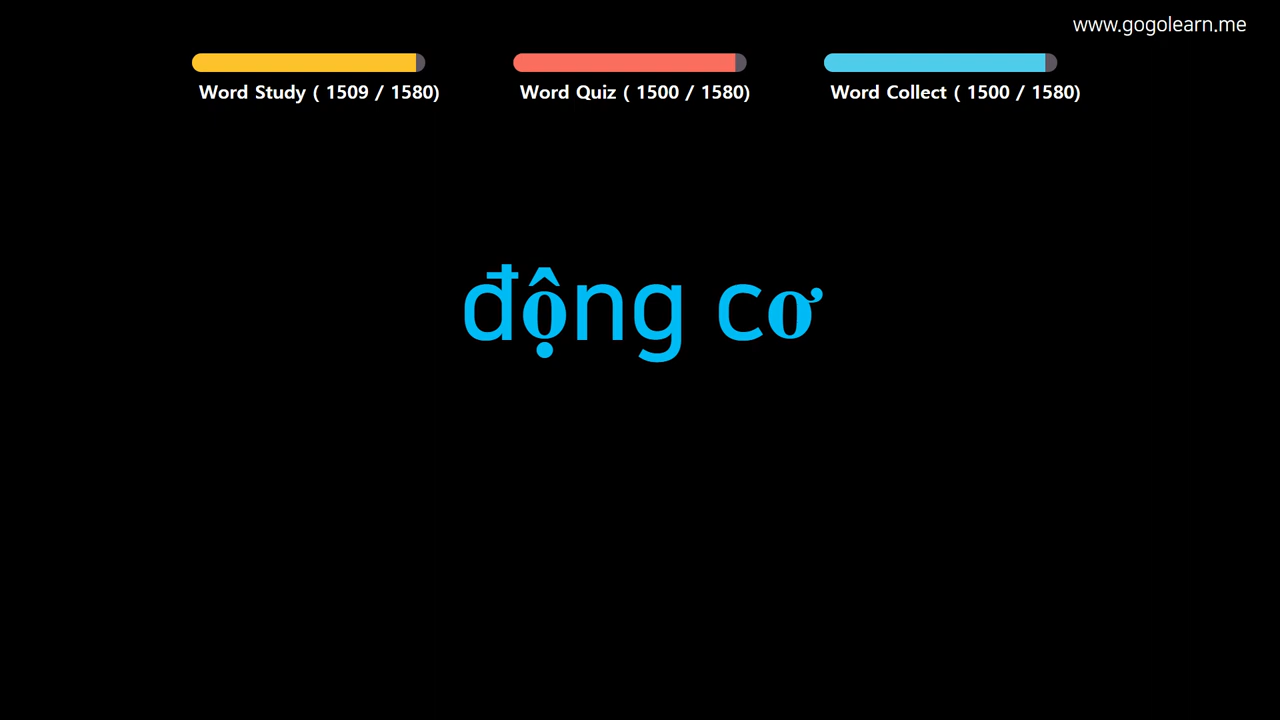 www.gogolearn.me
Word Study ( 1509 / 1580)
Word Quiz ( 1500 / 1580)
Word Collect ( 1500 / 1580)
động cơ